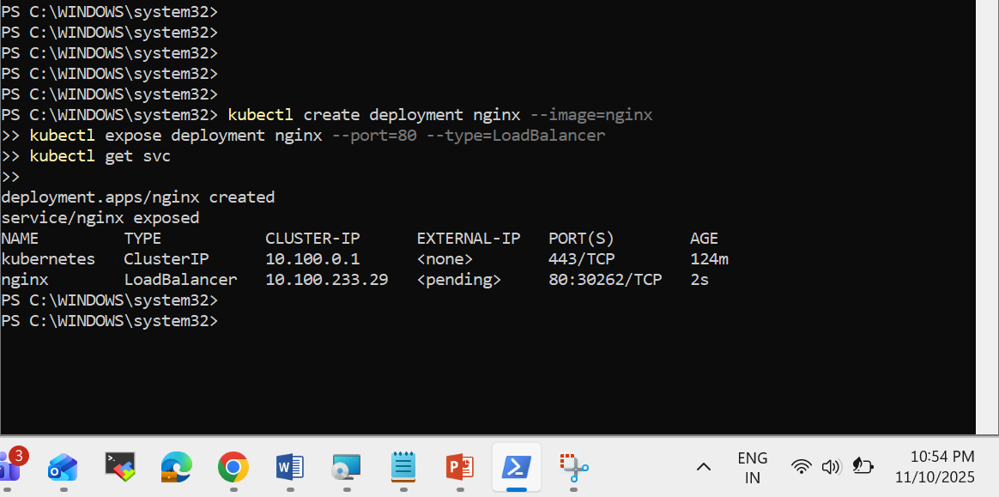 PS C:\WINDOWS\system32>
PS C:\WINDOWS\system32>
PS C:\WINDOWS\system32>
PS C:\WINDOWS\system32>
PS C:\WINDOWS\system32>
PS C:\WINDOWS\system32> kubectl create deployment nginx --image=nginx
>> kubectl expose deployment nginx --port=80 --type=LoadBalancer
>> kubectl get svc
>>
deployment.apps/nginx created
service/nginx exposed
NAME         TYPE           CLUSTER-IP      EXTERNAL-IP   PORT(S)        AGE
kubernetes   ClusterIP      10.100.0.1      <none>        443/TCP        124m
nginx        LoadBalancer   10.100.233.29   <pending>     80:30262/TCP   2s
PS C:\WINDOWS\system32>
PS C:\WINDOWS\system32>
3
ENG
IN
10:54 PM
11/10/2025